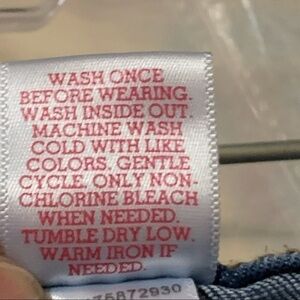 WASH ONCE
BEFORE WEARING.
WASH INSIDE OUT.
MACHINE WASH
COLD WITH LIKE
COLORS, GENTLE
CYCLE. ONLY NON-
CHLORINE BLEACH
WHEN NEEDED.
TUMBLE DRY LOW.
WARM IRON IF
NEEDED.
75872930